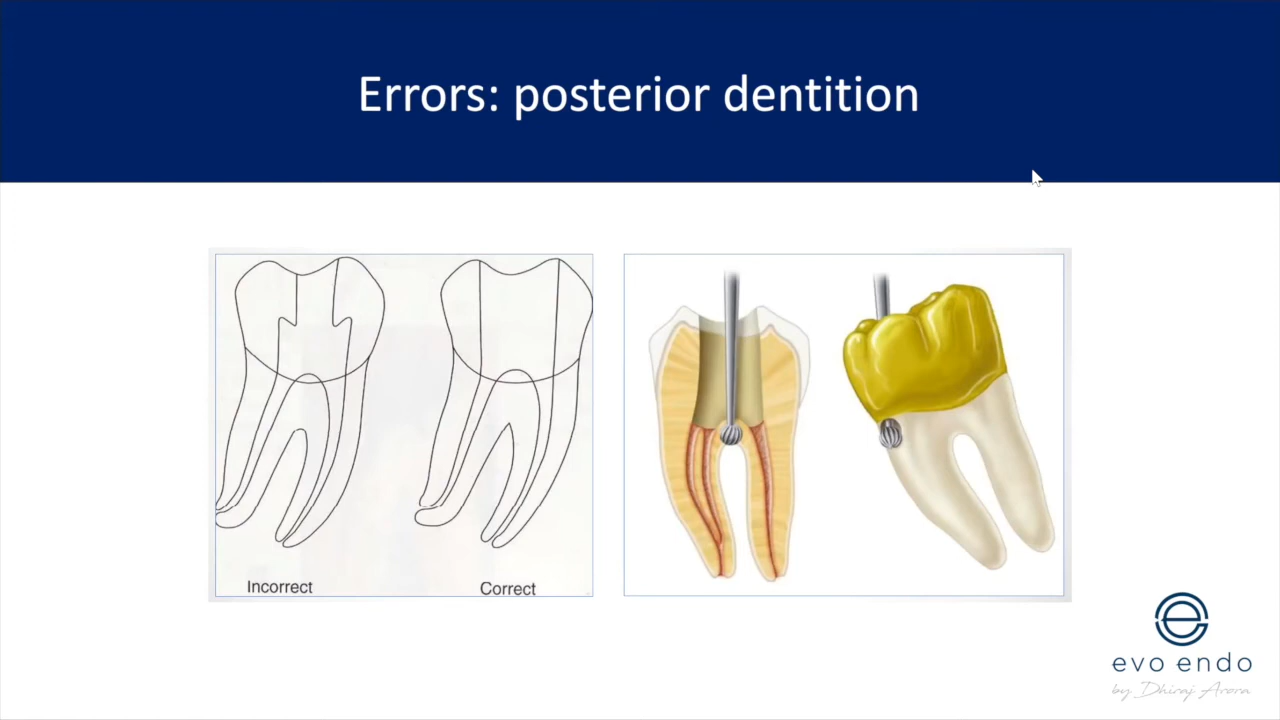 Errors: posterior dentition
Incorrect
Correct
evo endo
by Dhiraj Arora